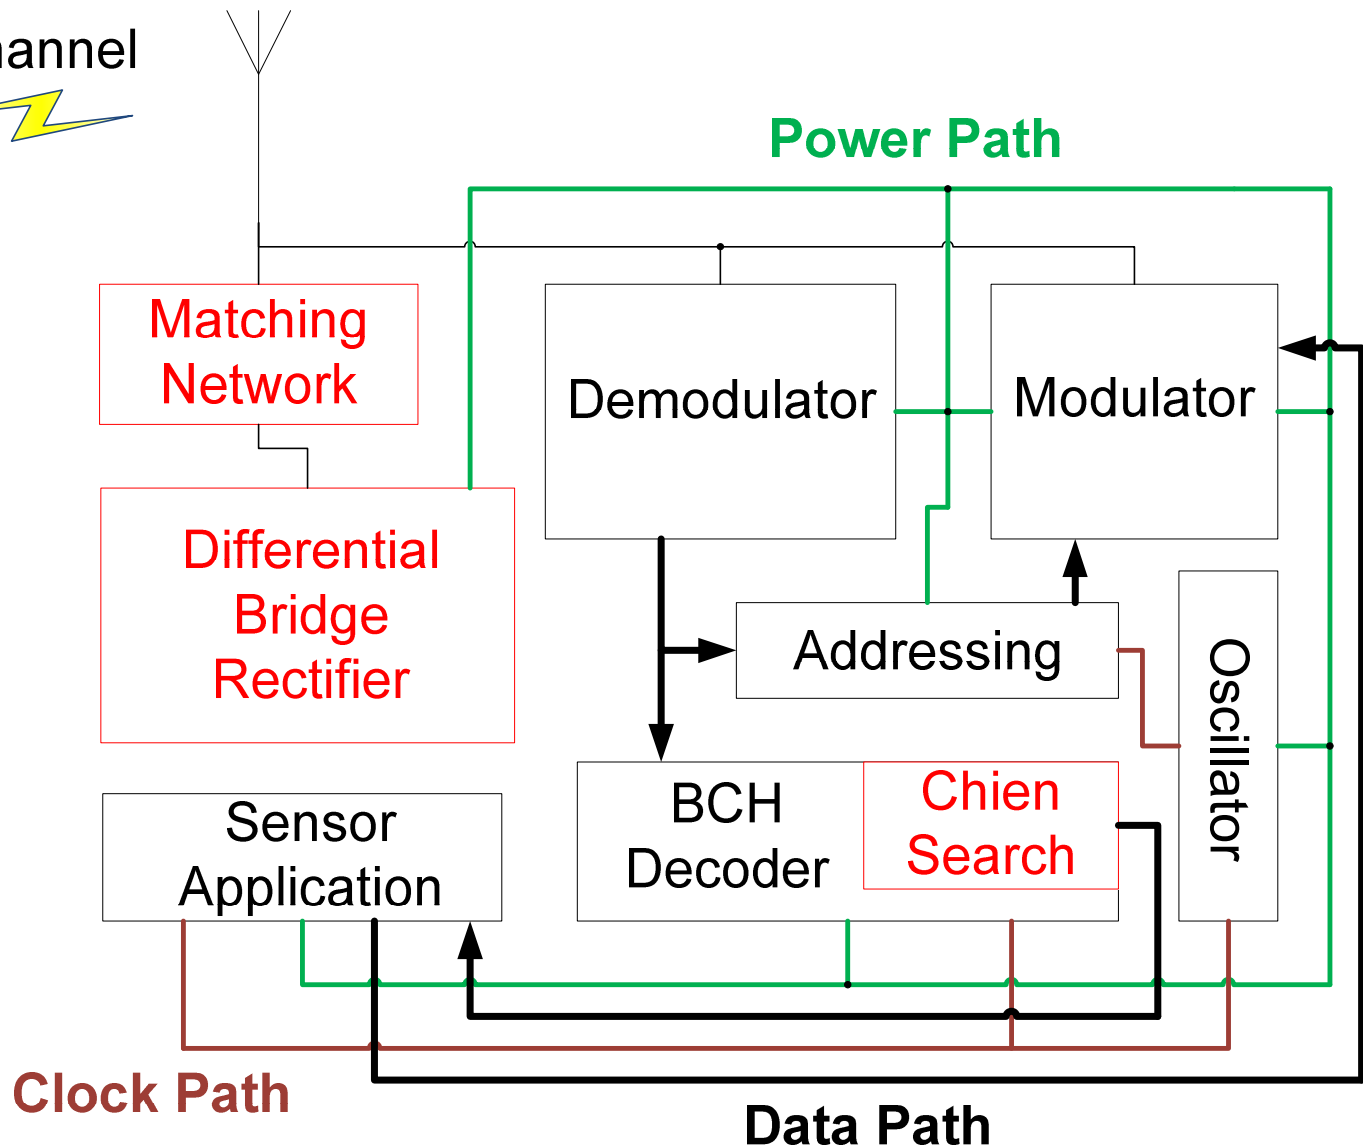 hannel
Power Path
Matching
Network
Demodulator
Modulator
Differential
Bridge
Rectifier
Addressing
Oscillator
BCH
Decoder
Chien
Search
Sensor
Application
Clock Path
Data Path